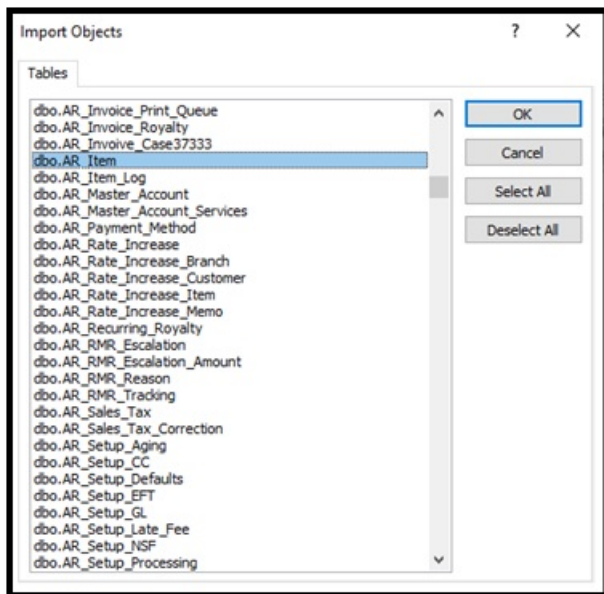 Import Objects
?
Tables
dbo.AR_Invoice_Print_Queue
dbo.AR_Invoice_Royalty
dbo.AR_Invoive_Case37333
dbo.AR_Item
dbo.AR_Item_Log
dbo.AR_Master_Account
dbo.AR_Master_Account_Services
dbo.AR_Payment_Method
dbo.AR_Rate_Increase
dbo.AR_Rate_Increase_Branch
dbo.AR_Rate_Increase_Customer
dbo.AR_Rate_Increase_Item
dbo.AR_Rate_Increase_Memo
dbo.AR_Recurring_Royalty
dbo.AR_RMR_Escalation
dbo.AR_RMR_Escalation_Amount
dbo.AR_RMR_Reason
dbo.AR_RMR_Tracking
dbo.AR_Sales_Tax
dbo.AR_Sales_Tax_Correction
dbo.AR_Setup_Aging
dbo.AR_Setup_CC
dbo.AR_Setup_Defaults
dbo.AR_Setup_EFT
dbo.AR_Setup_GL
dbo.AR_Setup_Late_Fee
dbo.AR_Setup_NSF
dbo.AR_Setup_Processing
OK
Cancel
Select All
Deselect All